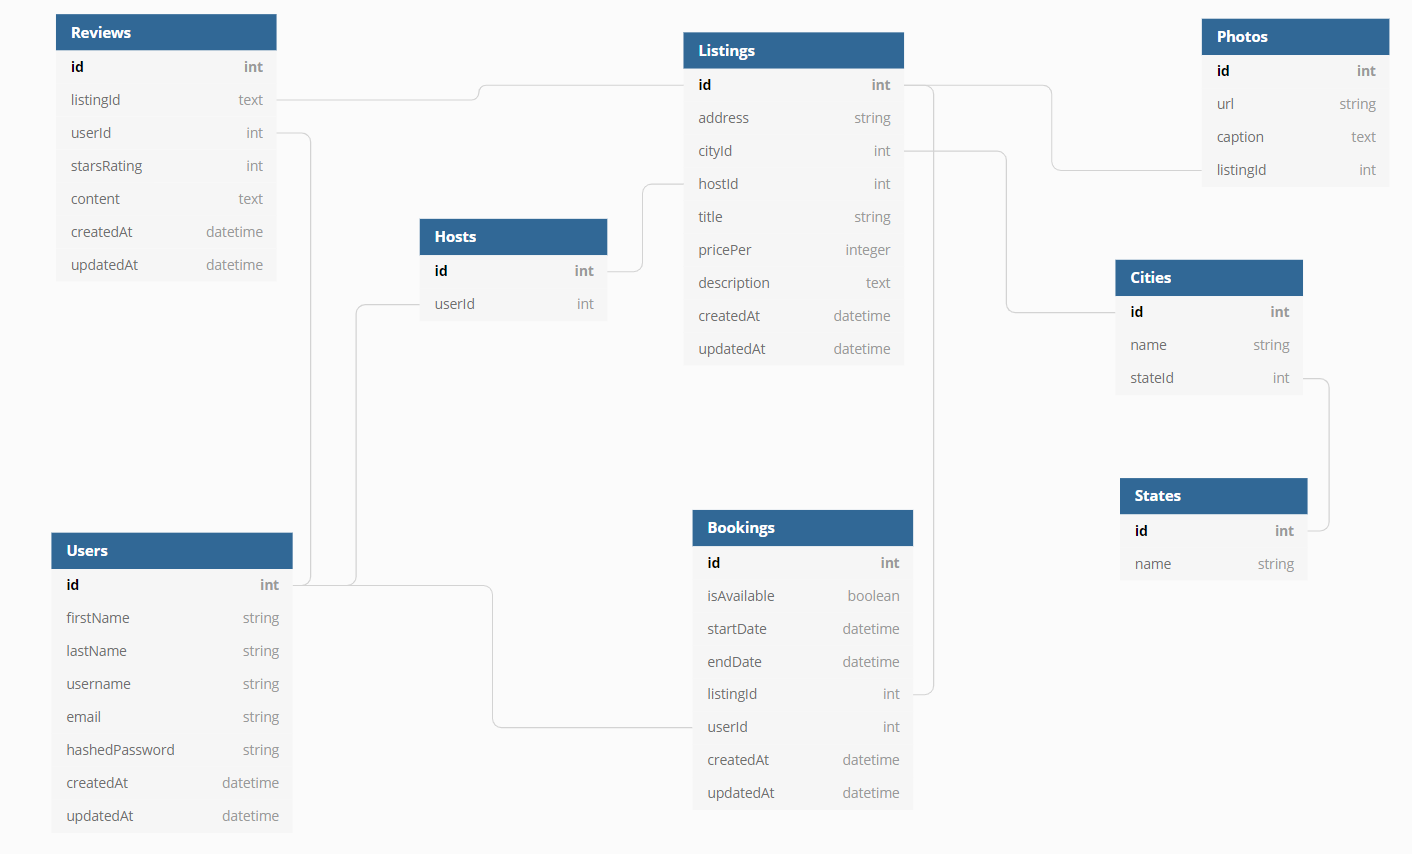 Reviews
id int
listingId text
userId int
starsRating int
content text
createdAt datetime
updatedAt datetime
Hosts
id int
userId int
Listings
id int
address string
cityId int
hostId int
title string
pricePer integer
description text
createdAt datetime
updatedAt datetime
Photos
id int
url string
caption text
listingId int
Cities
id int
name string
stateId int
States
id int
name string
Users
id int
firstName string
lastName string
username string
email string
hashedPassword string
createdAt datetime
updatedAt datetime
Bookings
id int
isAvailable boolean
startDate datetime
endDate datetime
listingId int
userId int
createdAt datetime
updatedAt datetime